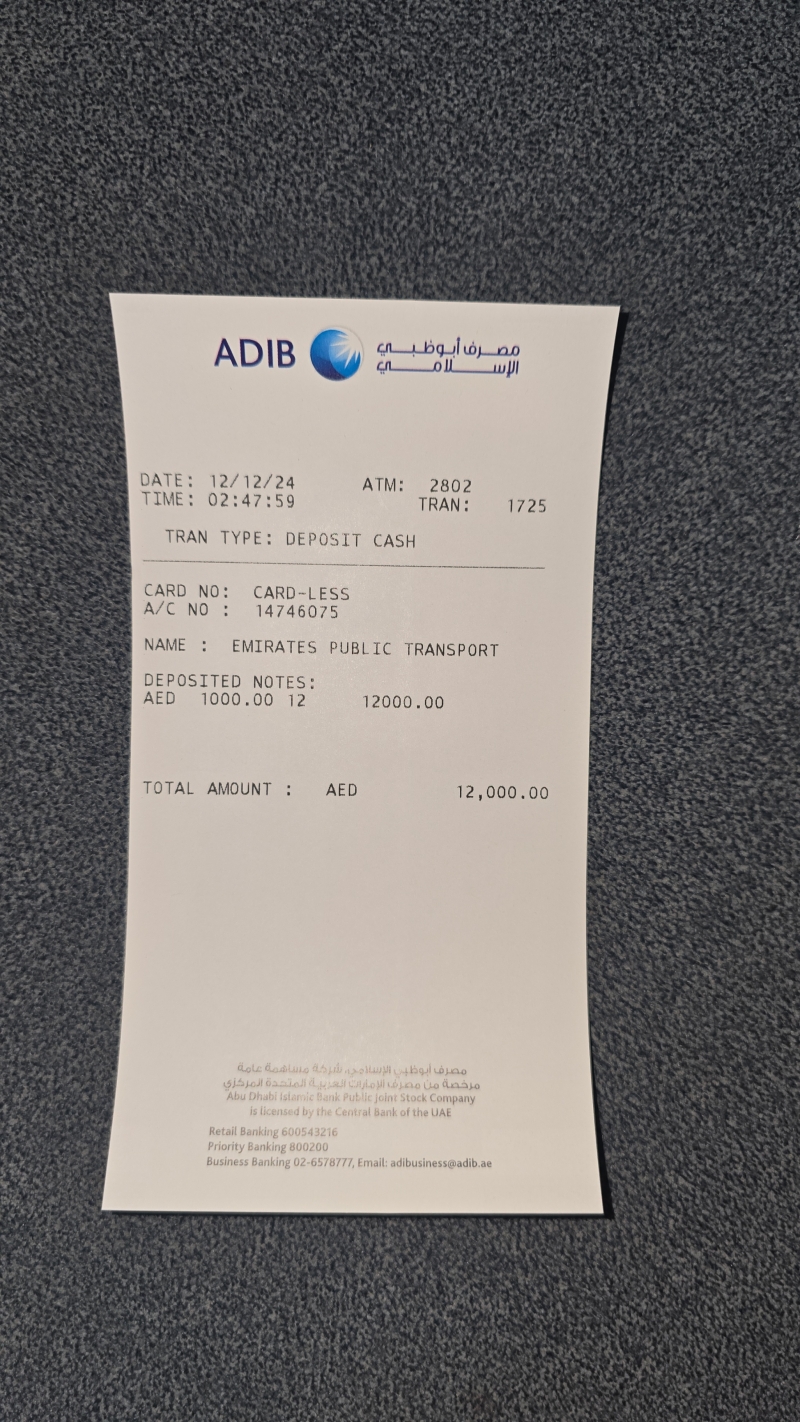 ADIB
مصرف أبوظبي
الإسلامي
DATE: 12/12/24 ATM: 2802
TIME: 02:47:59 TRAN: 1725
TRAN TYPE: DEPOSIT CASH
CARD NO: CARD-LESS
A/C NO : 14746075
NAME : EMIRATES PUBLIC TRANSPORT
DEPOSITED NOTES:
AED 1000.00 12 12000.00
TOTAL AMOUNT : AED 12,000.00
مصرف أبوظبي الإسلامي، شركة مساهمة عامة
مرخصة من مصرف الإمارات العربية المتحدة المركزي
Abu Dhabi Islamic Bank Public Joint Stock Company
is licensed by the Central Bank of the UAE
Retail Banking 600543216
Priority Banking 800200
Business Banking 02-6578777, Email: adibusiness@adib.ae